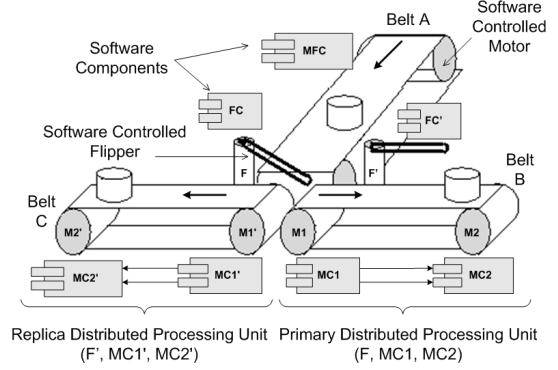 Belt A
Software
Controlled
Motor
Software
Components
MFC
FC
FC'
Software Controlled
Flipper
F
F'
Belt
B
Belt
C
M2'
M1'
M1
M2
MC2'
MC1'
MC1
MC2
Replica Distributed Processing Unit
(F', MC1', MC2')
Primary Distributed Processing Unit
(F, MC1, MC2)